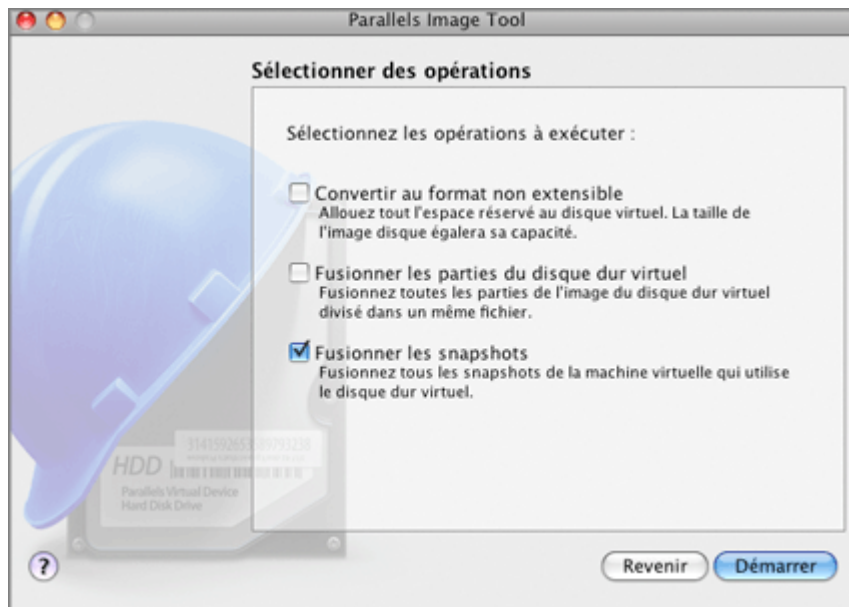 Parallels Image Tool
Sélectionner des opérations
Sélectionnez les opérations à exécuter :
Convertir au format non extensible
Allouez tout l'espace réservé au disque virtuel. La taille de
l'image disque égalera sa capacité.
Fusionner les parties du disque dur virtuel
Fusionnez toutes les parties de l'image du disque dur virtuel
divisé dans un même fichier.
Fusionner les snapshots
Fusionnez tous les snapshots de la machine virtuelle qui utilise
le disque dur virtuel.
HDD
Parallels Virtual Device
Hard Disk Drive
?
Revenir
Démarrer